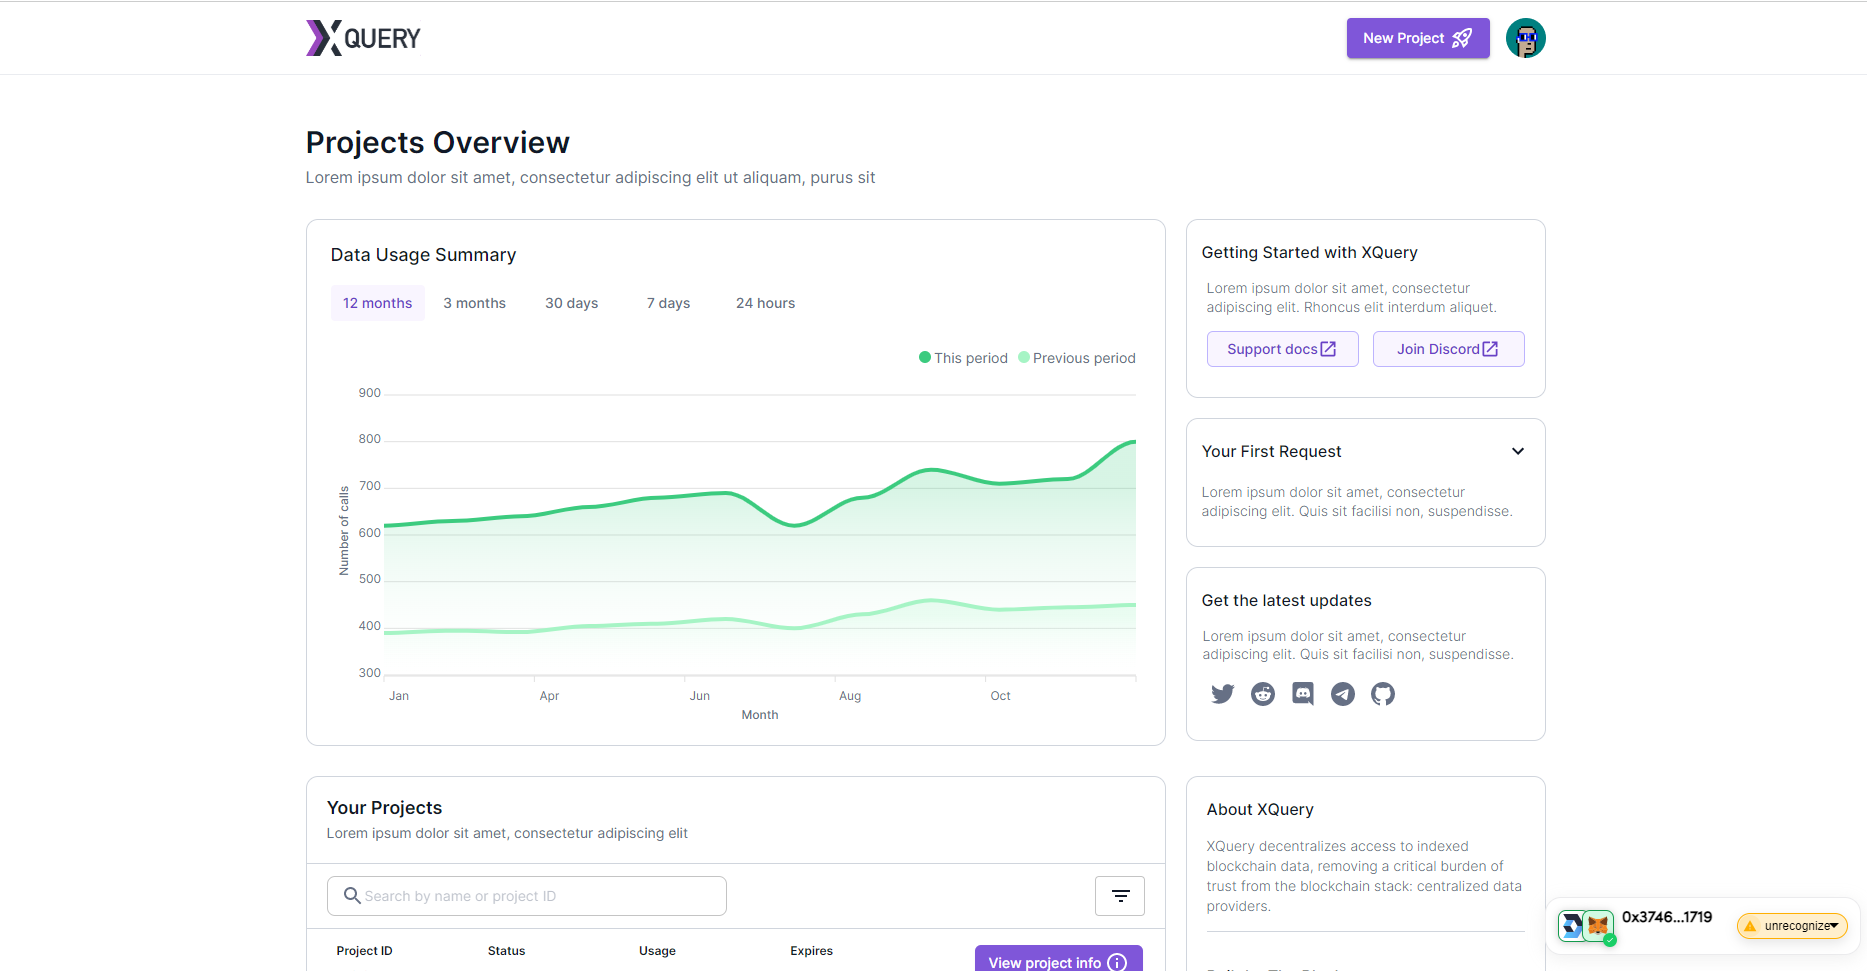 XQUERY
New Project
Projects Overview
Lorem ipsum dolor sit amet, consectetur adipiscing elit ut aliquam, purus sit
Data Usage Summary
12 months
3 months
30 days
7 days
24 hours
This period
Previous period
900
800
700
600
500
400
300
Number of calls
Jan
Apr
Jun
Aug
Oct
Month
Getting Started with XQuery
Lorem ipsum dolor sit amet, consectetur
adipiscing elit. Rhoncus elit interdum aliquet.
Support docs
Join Discord
Your First Request
Lorem ipsum dolor sit amet, consectetur
adipiscing elit. Quis sit facilisi non, suspendisse.
Get the latest updates
Lorem ipsum dolor sit amet, consectetur
adipiscing elit. Quis sit facilisi non, suspendisse.
Your Projects
Lorem ipsum dolor sit amet, consectetur adipiscing elit
Search by name or project ID
Project ID
Status
Usage
Expires
View project info
About XQuery
XQuery decentralizes access to indexed
blockchain data, removing a critical burden of
trust from the blockchain stack: centralized data
providers.
0x3746...1719
unrecognize